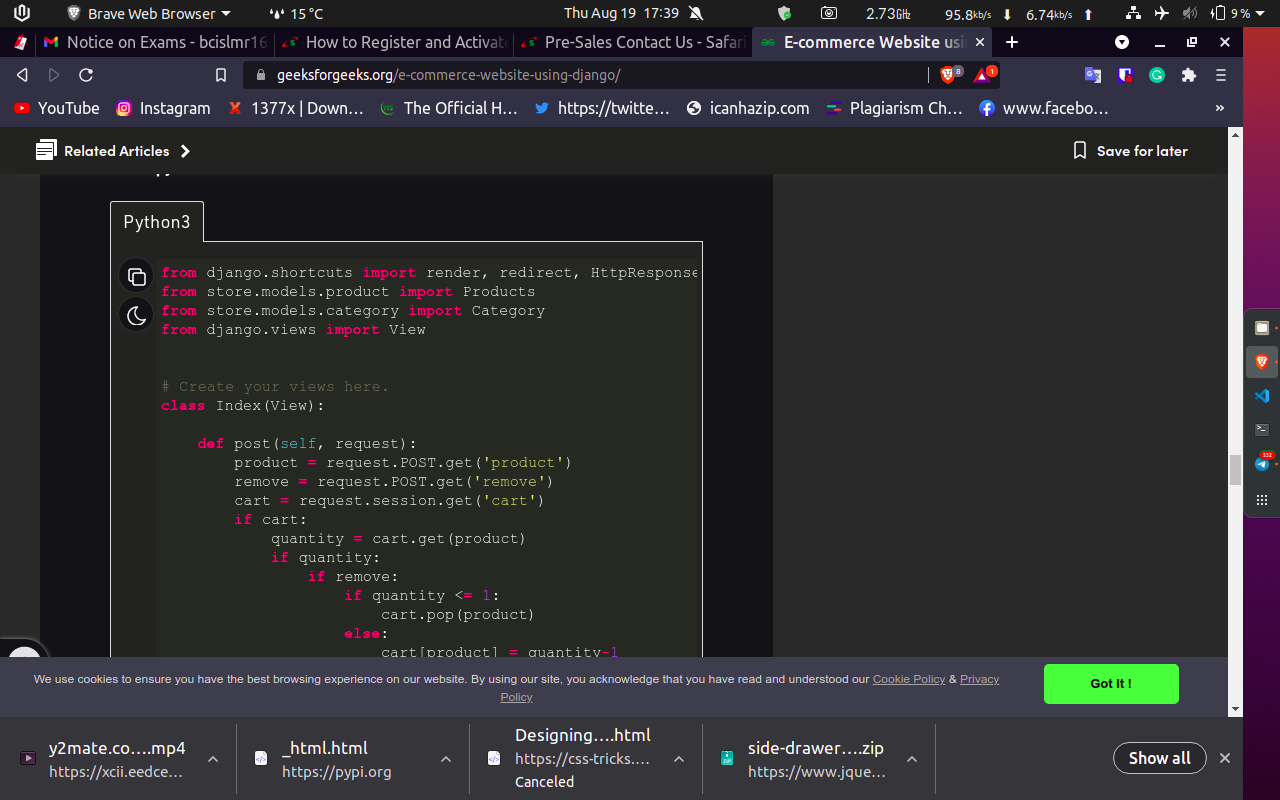 Brave Web Browser
15 °C
Thu Aug 19 17:39
2.73GHz
95.8kb/s
6.74kb/s
9 %
Notice on Exams - bcislmr16
How to Register and Activat
Pre-Sales Contact Us - Safari
E-commerce Website usi
geeksforgeeks.org/e-commerce-website-using-django/
8
1
YouTube
Instagram
1377x | Down…
The Official H…
https://twitte…
icanhazip.com
Plagiarism Ch…
www.facebo…
»
Related Articles
Save for later
Python3
from django.shortcuts import render, redirect, HttpResponse
from store.models.product import Products
from store.models.category import Category
from django.views import View
# Create your views here.
class Index(View):
def post(self, request):
product = request.POST.get('product')
remove = request.POST.get('remove')
cart = request.session.get('cart')
if cart:
quantity = cart.get(product)
if quantity:
if remove:
if quantity <= 1:
cart.pop(product)
else:
cart[product] = quantity-1
532
We use cookies to ensure you have the best browsing experience on our website. By using our site, you acknowledge that you have read and understood our Cookie Policy & Privacy
Policy
Got It !
y2mate.co….mp4
https://xcii.eedce…
_html.html
https://pypi.org
Designing….html
https://css-tricks.…
Canceled
side-drawer….zip
https://www.jque…
Show all